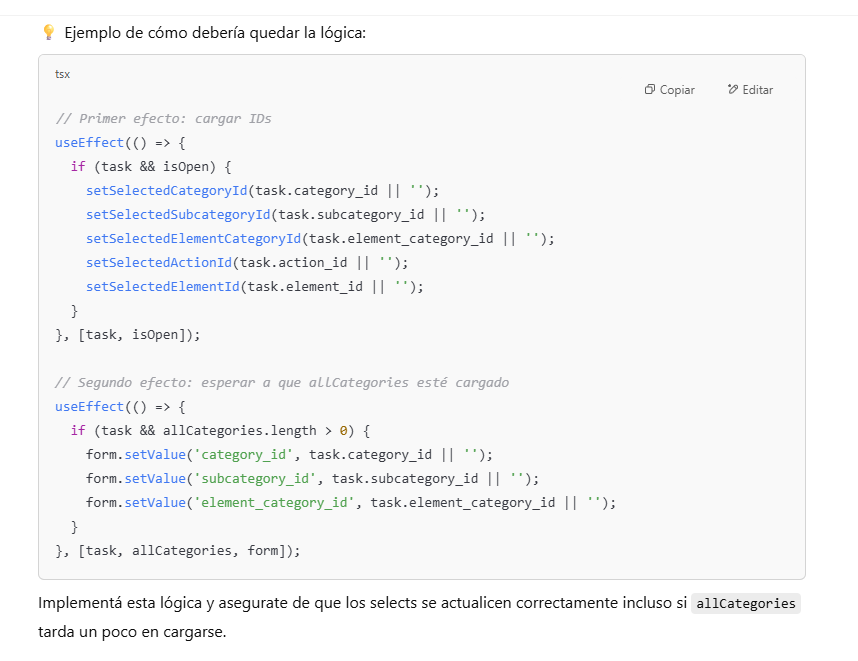 💡 Ejemplo de cómo debería quedar la lógica:
tsx
Copiar
Editar
// Primer efecto: cargar IDs
useEffect(() => {
  if (task && isOpen) {
    setSelectedCategoryId(task.category_id || '');
    setSelectedSubcategoryId(task.subcategory_id || '');
    setSelectedElementCategoryId(task.element_category_id || '');
    setSelectedActionId(task.action_id || '');
    setSelectedElementId(task.element_id || '');
  }
}, [task, isOpen]);
// Segundo efecto: esperar a que allCategories esté cargado
useEffect(() => {
  if (task && allCategories.length > 0) {
    form.setValue('category_id', task.category_id || '');
    form.setValue('subcategory_id', task.subcategory_id || '');
    form.setValue('element_category_id', task.element_category_id || '');
  }
}, [task, allCategories, form]);
Implementá esta lógica y asegurate de que los selects se actualicen correctamente incluso si allCategories
tarda un poco en cargarse.